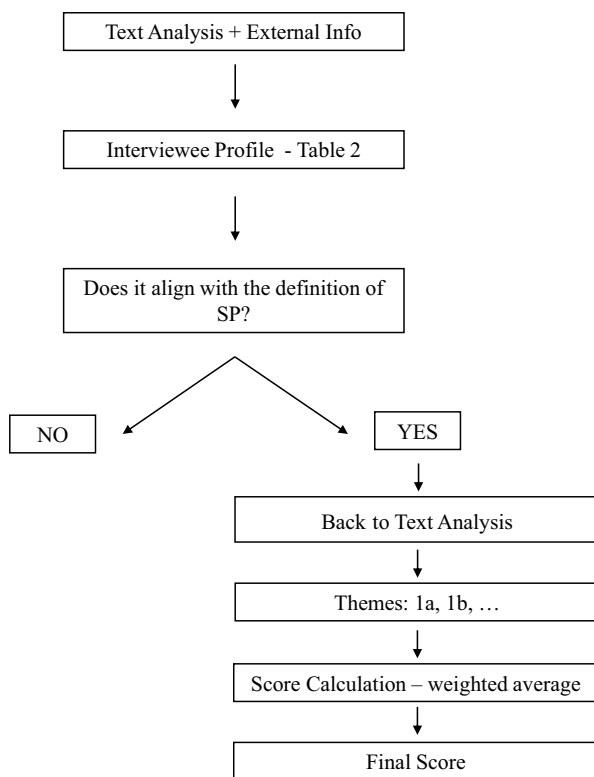 Text Analysis + External Info
Interviewee Profile - Table 2
Does it align with the definition of
SP?
NO
YES
Back to Text Analysis
Themes: 1a, 1b, …
Score Calculation – weighted average
Final Score